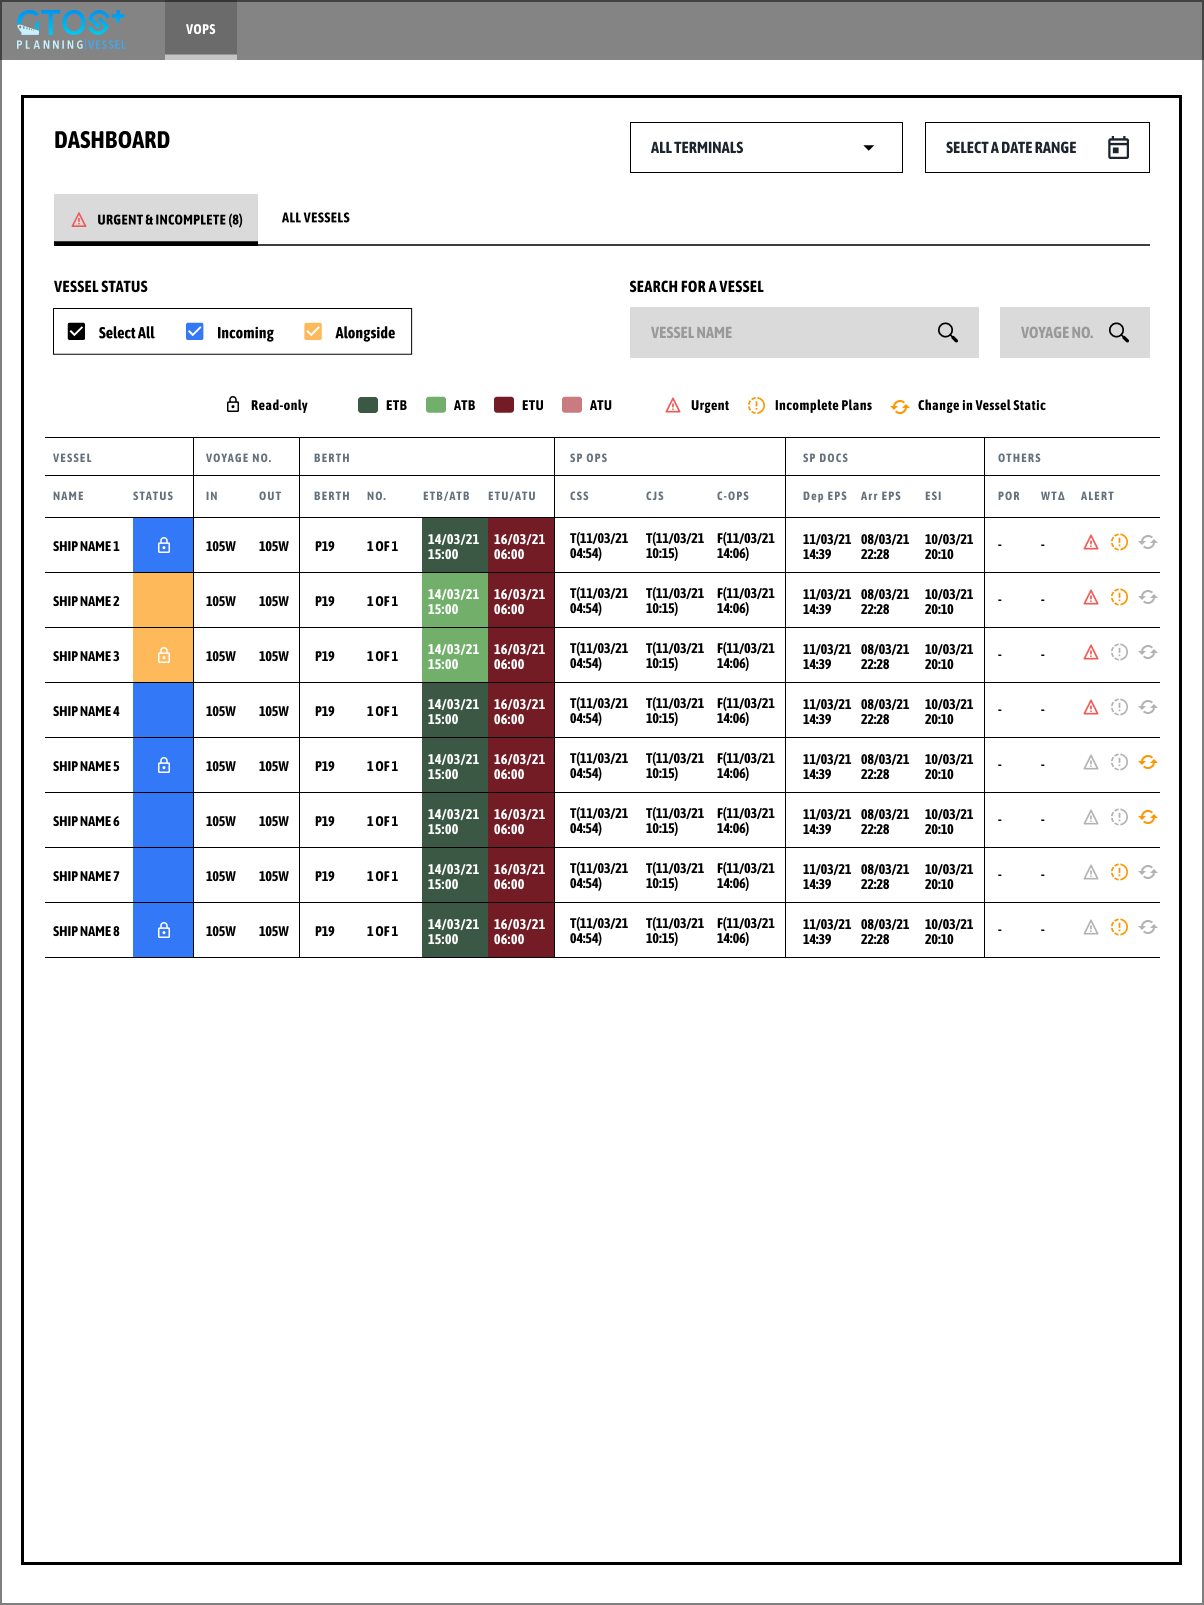 GTOS+
PLANNING|VESSEL
VOPS
DASHBOARD
ALL TERMINALS
SELECT A DATE RANGE
URGENT & INCOMPLETE (8)
ALL VESSELS
VESSEL STATUS
SEARCH FOR A VESSEL
Select All Incoming Alongside
VESSEL NAME
VOYAGE NO.
Read-only ETB ATB ETU ATU Urgent Incomplete Plans Change in Vessel Static
VESSEL VOYAGE NO. BERTH SP OPS SP DOCS OTHERS
NAME STATUS IN OUT BERTH NO. ETB/ATB ETU/ATU CSS CJS C-OPS Dep EPS Arr EPS ESI POR WTΔ ALERT
SHIP NAME 1 105W 105W P19 1 OF 1 14/03/21 16/03/21 T(11/03/21 T(11/03/21 F(11/03/21 11/03/21 08/03/21 10/03/21 - -
15:00 06:00 04:54) 10:15) 14:06) 14:39 22:28 20:10
SHIP NAME 2 105W 105W P19 1 OF 1 14/03/21 16/03/21 T(11/03/21 T(11/03/21 F(11/03/21 11/03/21 08/03/21 10/03/21 - -
15:00 06:00 04:54) 10:15) 14:06) 14:39 22:28 20:10
SHIP NAME 3 105W 105W P19 1 OF 1 14/03/21 16/03/21 T(11/03/21 T(11/03/21 F(11/03/21 11/03/21 08/03/21 10/03/21 - -
15:00 06:00 04:54) 10:15) 14:06) 14:39 22:28 20:10
SHIP NAME 4 105W 105W P19 1 OF 1 14/03/21 16/03/21 T(11/03/21 T(11/03/21 F(11/03/21 11/03/21 08/03/21 10/03/21 - -
15:00 06:00 04:54) 10:15) 14:06) 14:39 22:28 20:10
SHIP NAME 5 105W 105W P19 1 OF 1 14/03/21 16/03/21 T(11/03/21 T(11/03/21 F(11/03/21 11/03/21 08/03/21 10/03/21 - -
15:00 06:00 04:54) 10:15) 14:06) 14:39 22:28 20:10
SHIP NAME 6 105W 105W P19 1 OF 1 14/03/21 16/03/21 T(11/03/21 T(11/03/21 F(11/03/21 11/03/21 08/03/21 10/03/21 - -
15:00 06:00 04:54) 10:15) 14:06) 14:39 22:28 20:10
SHIP NAME 7 105W 105W P19 1 OF 1 14/03/21 16/03/21 T(11/03/21 T(11/03/21 F(11/03/21 11/03/21 08/03/21 10/03/21 - -
15:00 06:00 04:54) 10:15) 14:06) 14:39 22:28 20:10
SHIP NAME 8 105W 105W P19 1 OF 1 14/03/21 16/03/21 T(11/03/21 T(11/03/21 F(11/03/21 11/03/21 08/03/21 10/03/21 - -
15:00 06:00 04:54) 10:15) 14:06) 14:39 22:28 20:10